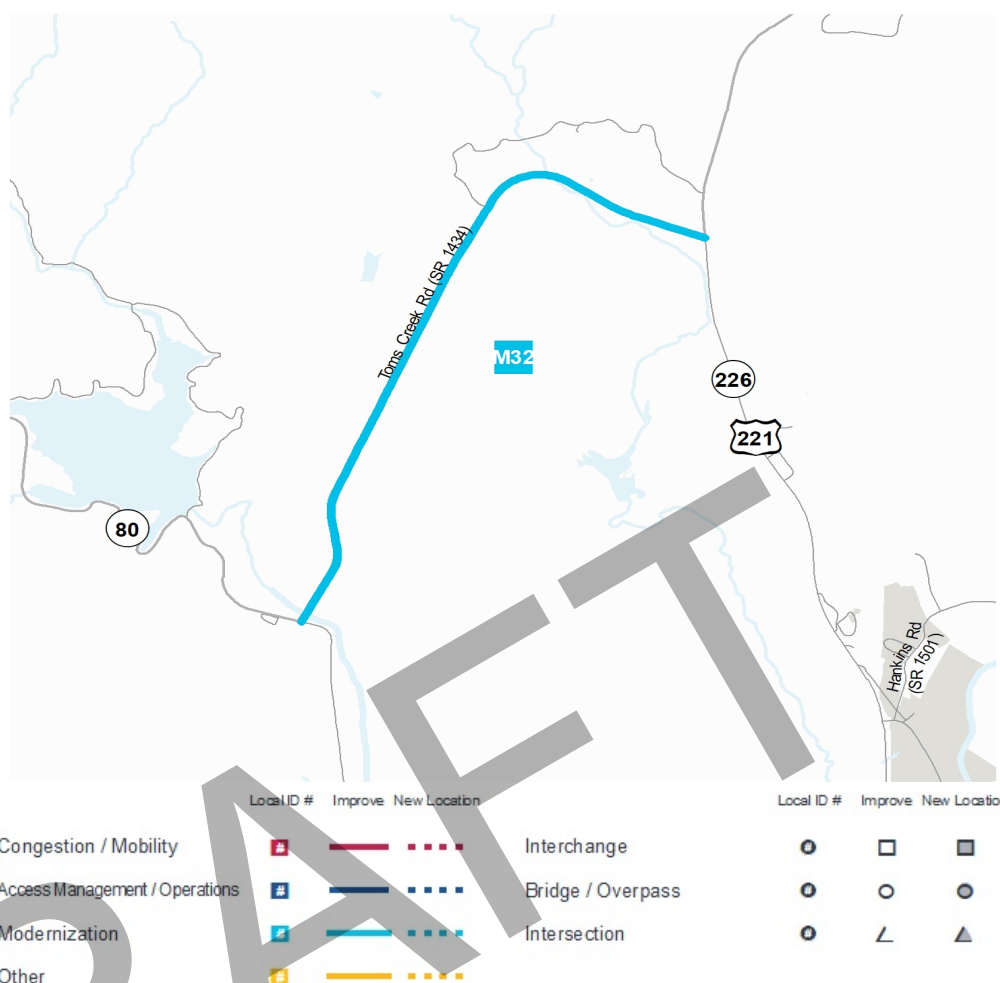 Toms Creek Rd (SR 1434)
M32
226
221
80
Hankins Rd
(SR 1501)
DRAFT
Local ID # Improve New Location
Congestion / Mobility #
Access Management / Operations #
Modernization #
Other #
Local ID # Improve New Locatio
Interchange #
Bridge / Overpass #
Intersection #